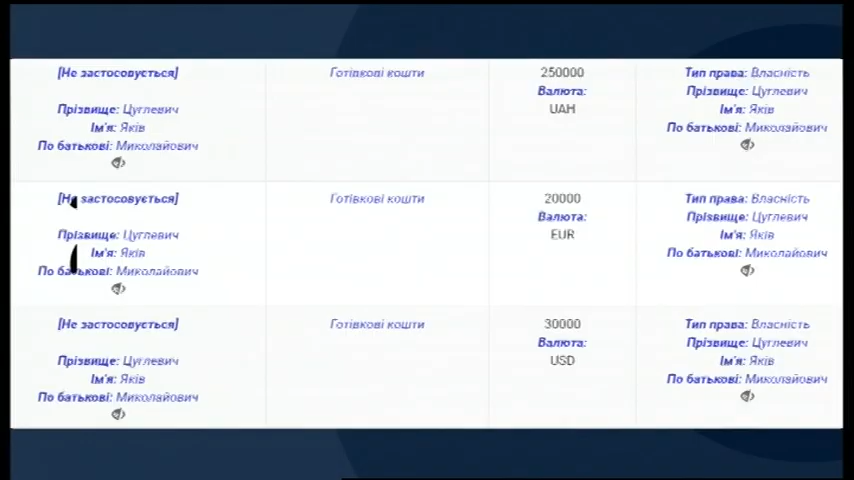 [Не застосовується]
Прізвище: Цуглевич
Ім'я: Яків
По батькові: Миколайович
Готівкові кошти
250000
Валюта:
UAH
Тип права: Власність
Прізвище: Цуглевич
Ім'я: Яків
По батькові: Миколайович
[Не застосовується]
Прізвище: Цуглевич
Ім'я: Яків
По батькові: Миколайович
Готівкові кошти
20000
Валюта:
EUR
Тип права: Власність
Прізвище: Цуглевич
Ім'я: Яків
По батькові: Миколайович
[Не застосовується]
Прізвище: Цуглевич
Ім'я: Яків
По батькові: Миколайович
Готівкові кошти
30000
Валюта:
USD
Тип права: Власність
Прізвище: Цуглевич
Ім'я: Яків
По батькові: Миколайович